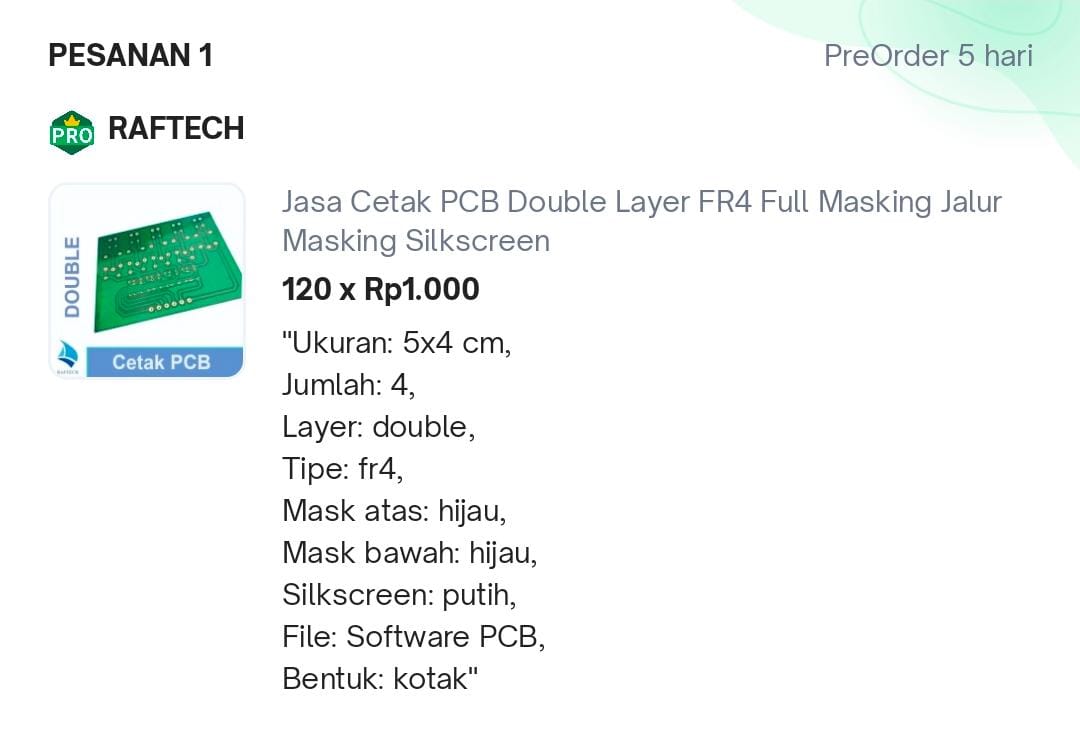 PESANAN 1
PreOrder 5 hari
PRO
RAFTECH
DOUBLE
RAFTECH
Cetak PCB
Jasa Cetak PCB Double Layer FR4 Full Masking Jalur
Masking Silkscreen
120 x Rp1.000
"Ukuran: 5x4 cm,
Jumlah: 4,
Layer: double,
Tipe: fr4,
Mask atas: hijau,
Mask bawah: hijau,
Silkscreen: putih,
File: Software PCB,
Bentuk: kotak"